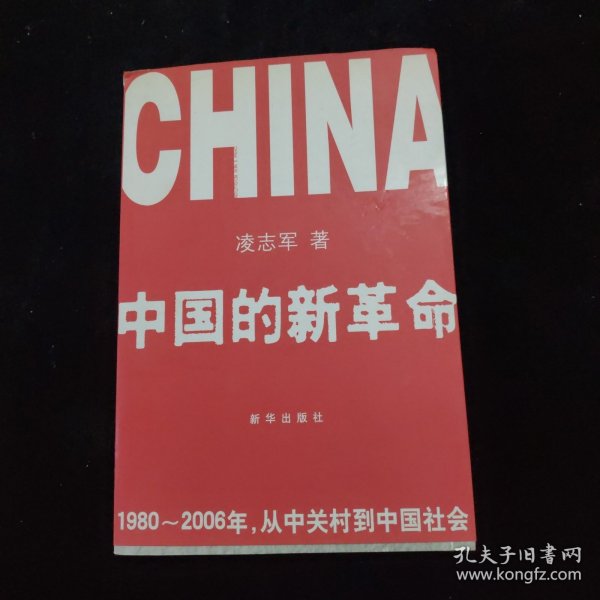 CHINA
凌志军 著
中国的新革命
新华出版社
1980～2006年，从中关村到中国社会
孔夫子旧书网
www.kongfz.com